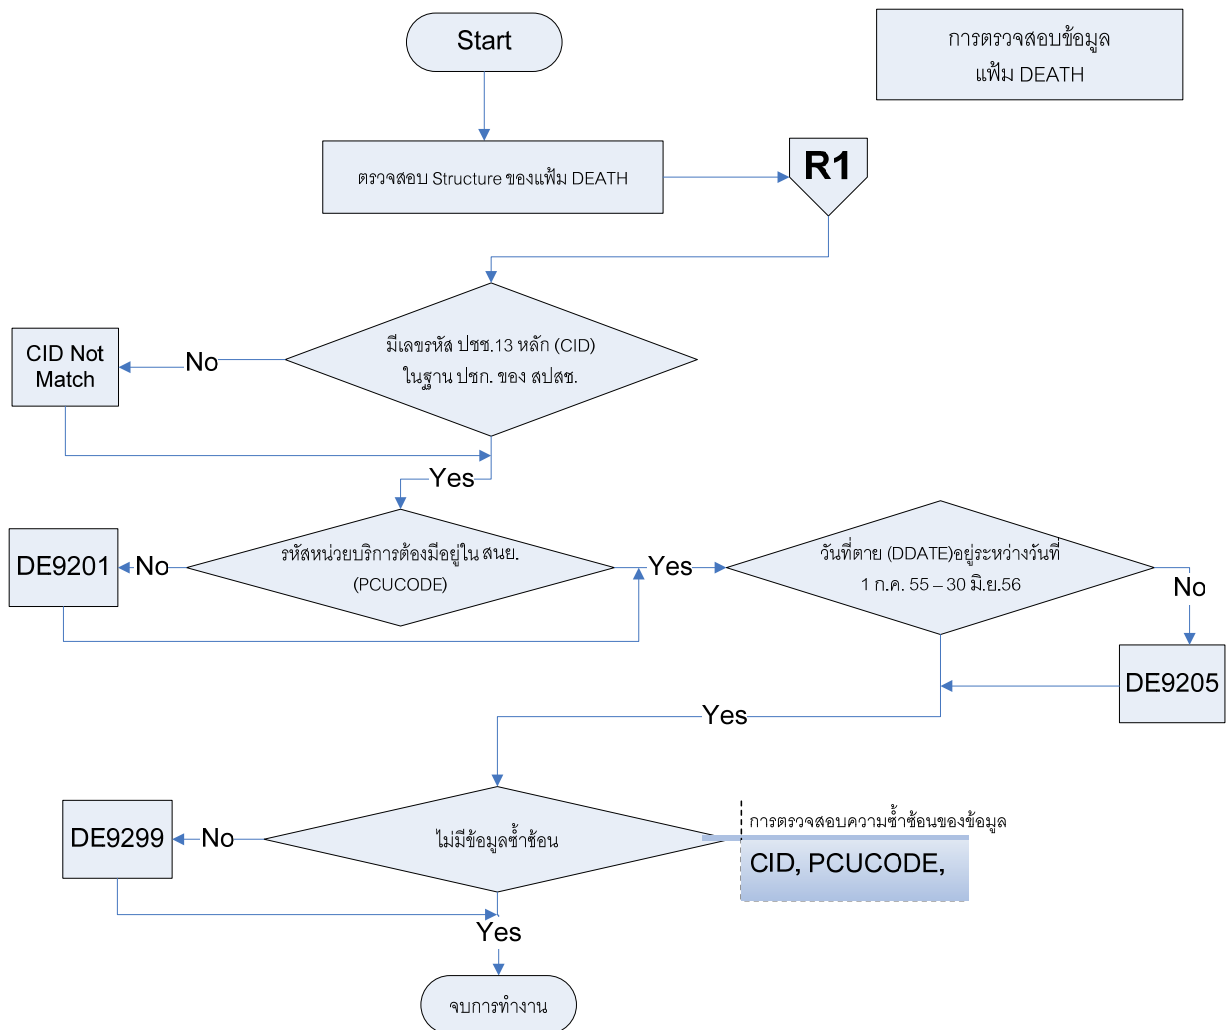 Start
การตรวจสอบข้อมูล
แฟ้ม DEATH
ตรวจสอบ Structure ของแฟ้ม DEATH
R1
มีเลขรหัส ปชช.13 หลัก (CID)
ในฐาน ปชก. ของ สปสช.
No
CID Not
Match
Yes
รหัสหน่วยบริการต้องมีอยู่ใน สนย.
(PCUCODE)
No
DE9201
Yes
วันที่ตาย (DDATE)อยู่ระหว่างวันที่
1 ก.ค. 55 – 30 มิ.ย.56
No
DE9205
Yes
ไม่มีข้อมูลซ้ำซ้อน
No
DE9299
การตรวจสอบความซ้ำซ้อนของข้อมูล
CID, PCUCODE,
Yes
จบการทำงาน